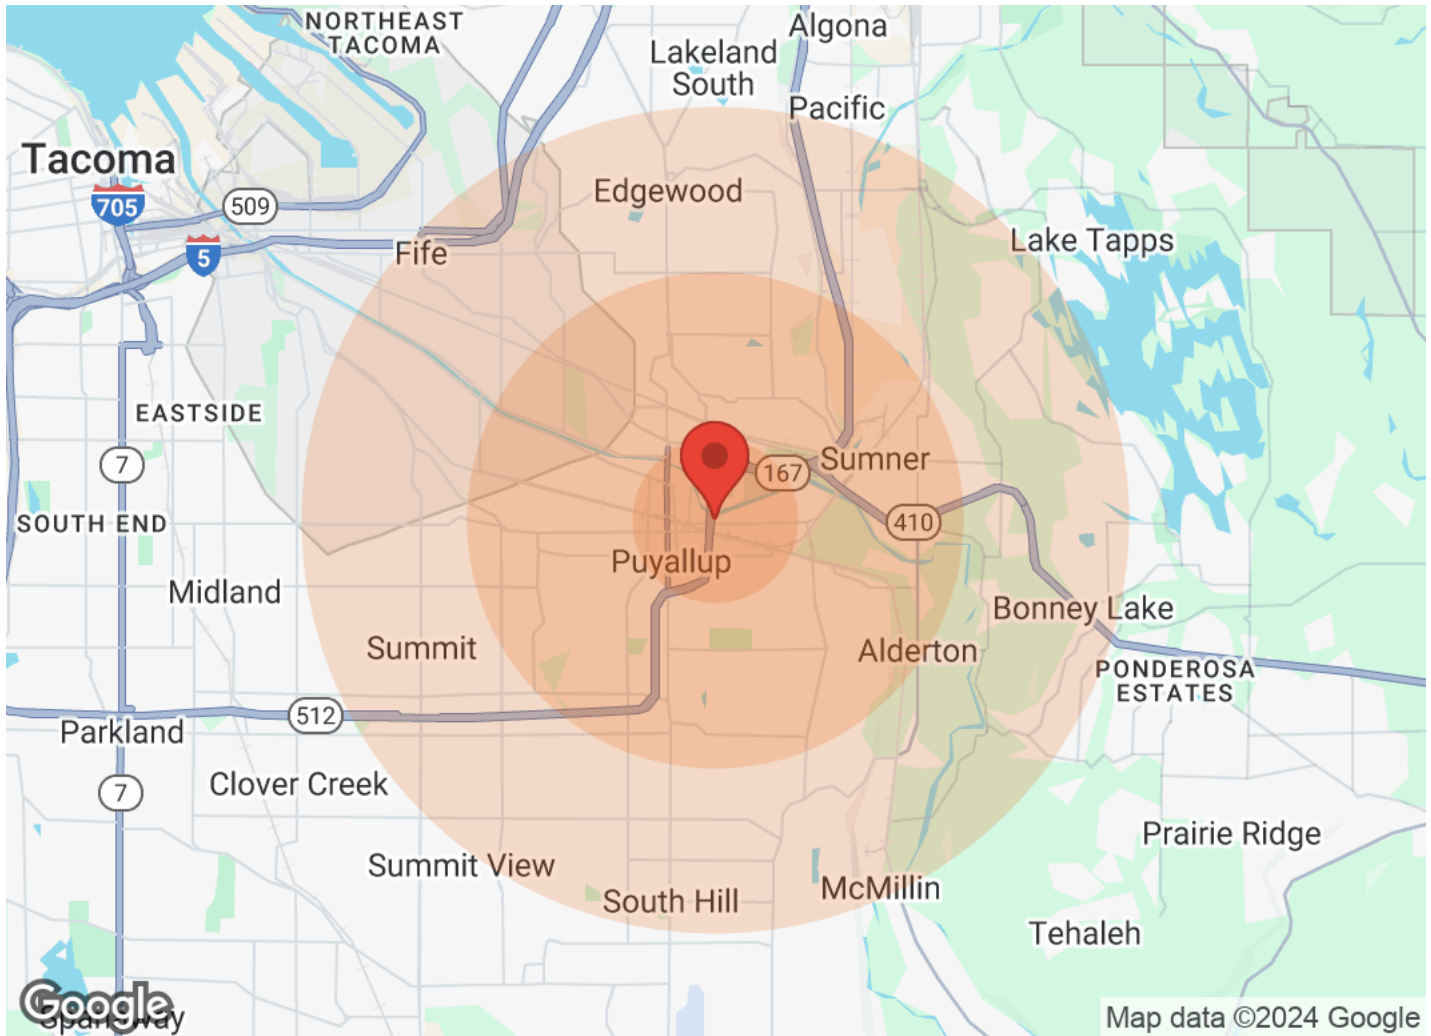 NORTHEAST
TACOMA
Algona
Lakeland
South
Pacific
Tacoma
Edgewood
705
509
Lake Tapps
5
Fife
EASTSIDE
7
167
Sumner
SOUTH END
410
Puyallup
Midland
Bonney Lake
Summit
Alderton
PONDEROSA
ESTATES
512
Parkland
Clover Creek
7
Prairie Ridge
Summit View
South Hill
McMillin
Tehaleh
Google
Spanaway
Map data ©2024 Google